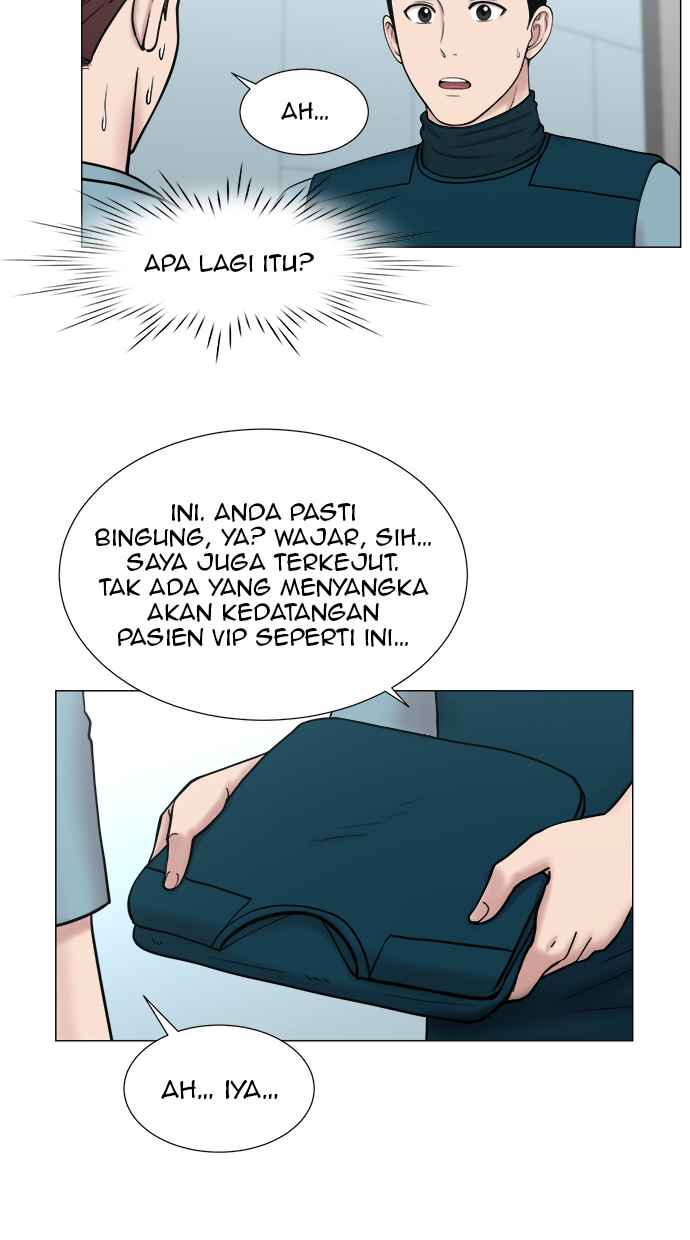 AH...
APA LAGI ITU?
INI. ANDA PASTI
BINGUNG, YA? WAJAR, SIH...
SAYA JUGA TERKEJUT.
TAK ADA YANG MENYANGKA
AKAN KEDATANGAN
PASIEN VIP SEPERTI INI...
AH... IYA...